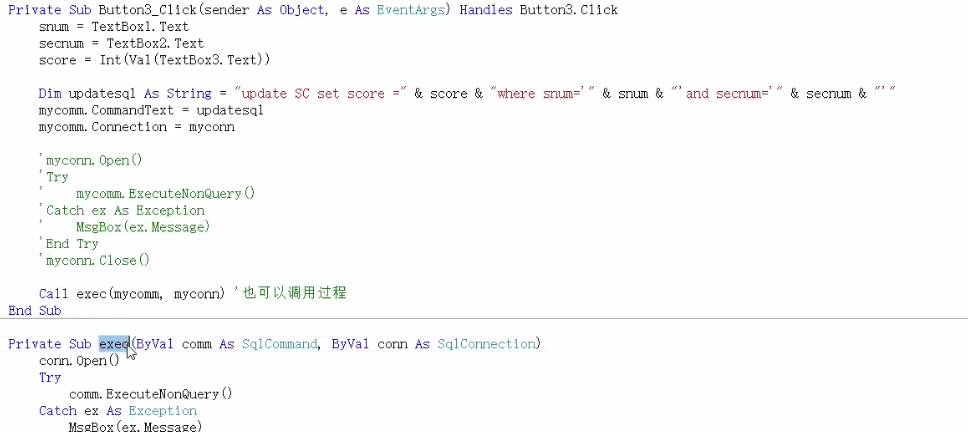 Private Sub Button3_Click(sender As Object, e As EventArgs) Handles Button3.Click
snum = TextBox1.Text
secnum = TextBox2.Text
score = Int(Val(TextBox3.Text))
Dim updatesql As String = "update SC set score =" & score & "where snum='" & snum & "'and secnum='" & secnum & "'"
mycomm.CommandText = updatesql
mycomm.Connection = myconn
'myconn.Open()
'Try
'    mycomm.ExecuteNonQuery()
'Catch ex As Exception
'    MsgBox(ex.Message)
'End Try
'myconn.Close()
Call exec(mycomm, myconn) '也可以调用过程
End Sub
Private Sub exec(ByVal comm As SqlCommand, ByVal conn As SqlConnection)
conn.Open()
Try
comm.ExecuteNonQuery()
Catch ex As Exception
MsgBox(ex.Message)